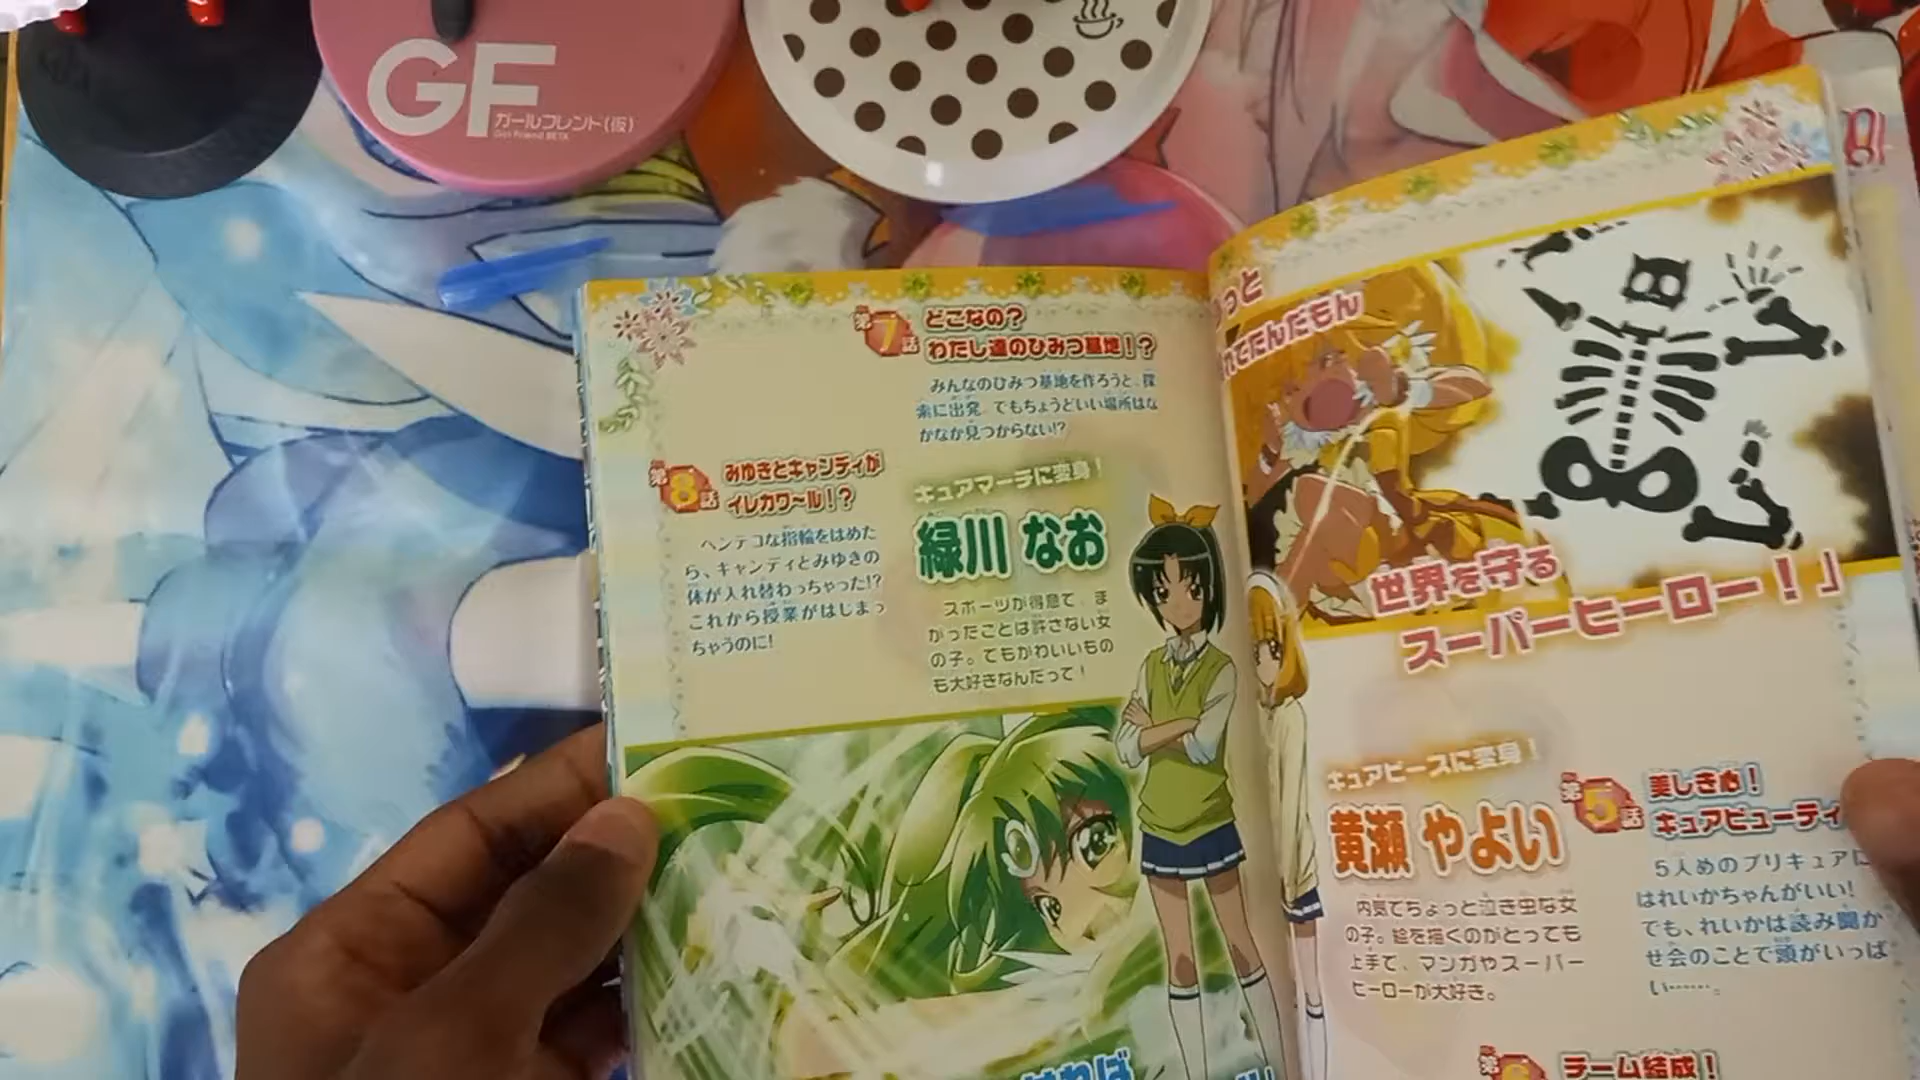 GF
ガールフレンド(仮)
Girl Friend BETA
第7話
どこなの？
わたし達のひみつ基地！？
みんなのひみつ基地を作ろうと、探
索に出発。でもちょうどいい場所はな
かなか見つからない!?
第8話
みゆきとキャンディが
イレカワ〜ル！？
ヘンテコな指輪をはめた
ら、キャンディとみゆきの
体が入れ替わっちゃった!?
これから授業がはじまっ
ちゃうのに!
キュアマーチに変身！
緑川 なお
スポーツが得意で、ま
がったことは許さない女
の子。でもかわいいもの
も大好きなんだって！
ければ
っと
れてたんだもん
世界を守る
スーパーヒーロー！」
キュアピースに変身！
黄瀬 やよい
内気でちょっと泣き虫な女
の子。絵を描くのがとっても
上手で、マンガやスーパー
ヒーローが大好き。
第5話
美しき心！
キュアビューティ
5人めのプリキュアに
はれいかちゃんがいい！
でも、れいかは読み聞か
せ会のことで頭がいっぱ
い……。
第6
チーム結成！